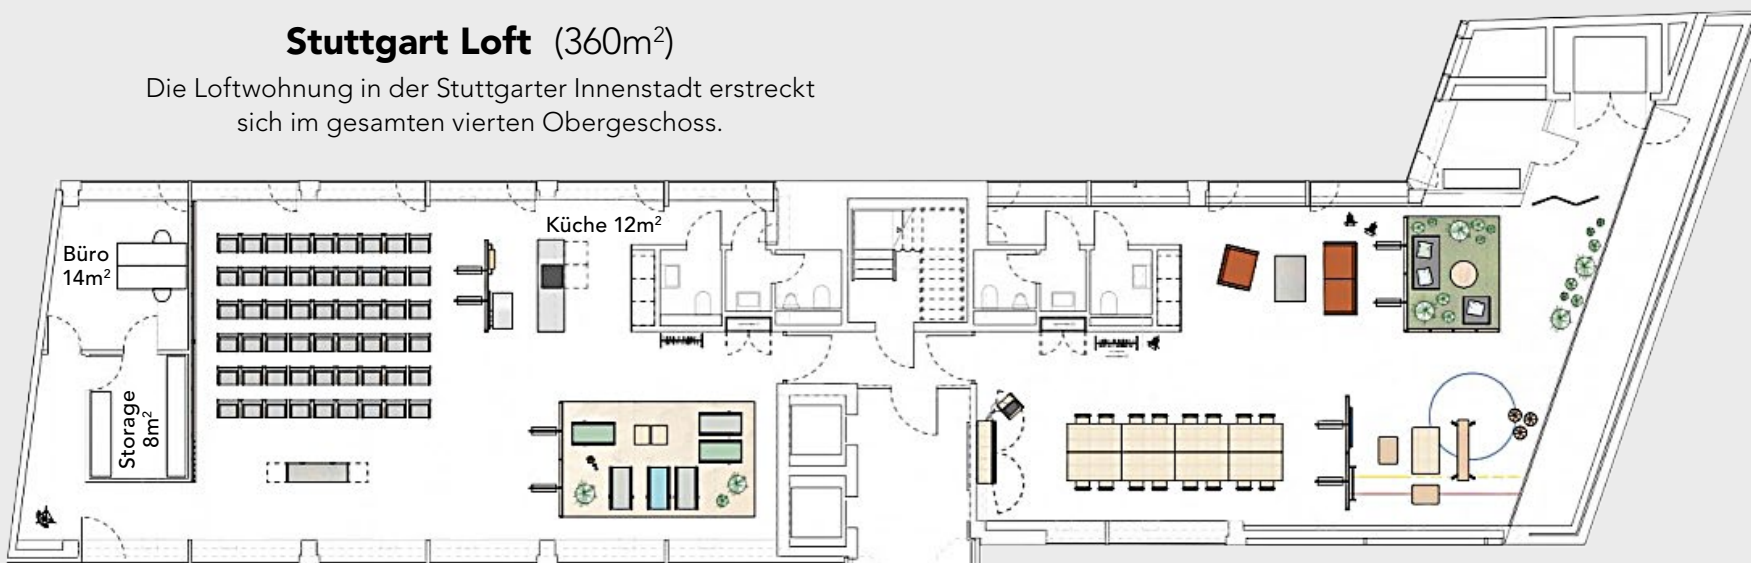 Stuttgart Loft (360m²)
Die Loftwohnung in der Stuttgarter Innenstadt erstreckt
sich im gesamten vierten Obergeschoss.
Küche 12m²
Büro
14m²
Storage
8m²